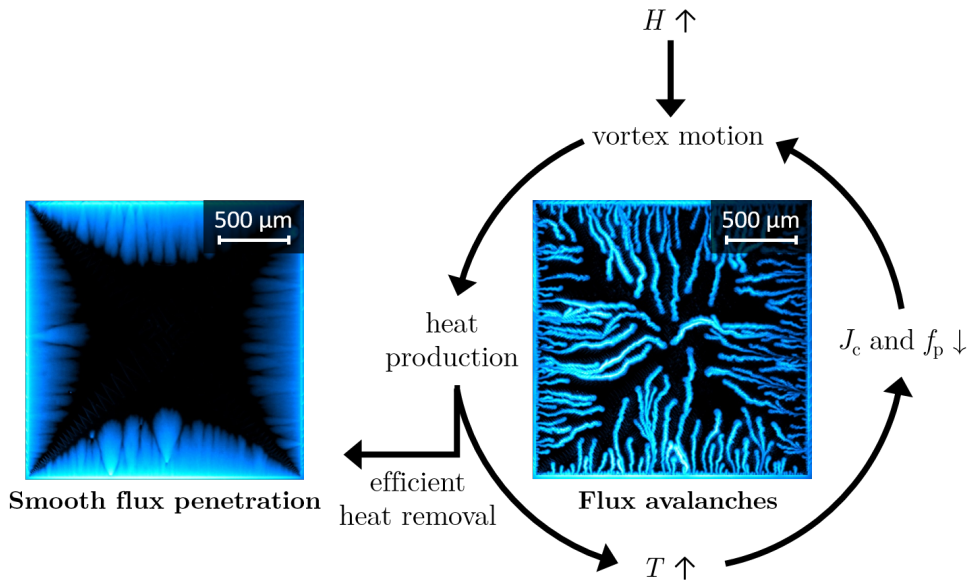 H ↑
vortex motion
500 μm
500 μm
heat
production
J_c and f_p ↓
efficient
heat removal
Smooth flux penetration
Flux avalanches
T ↑